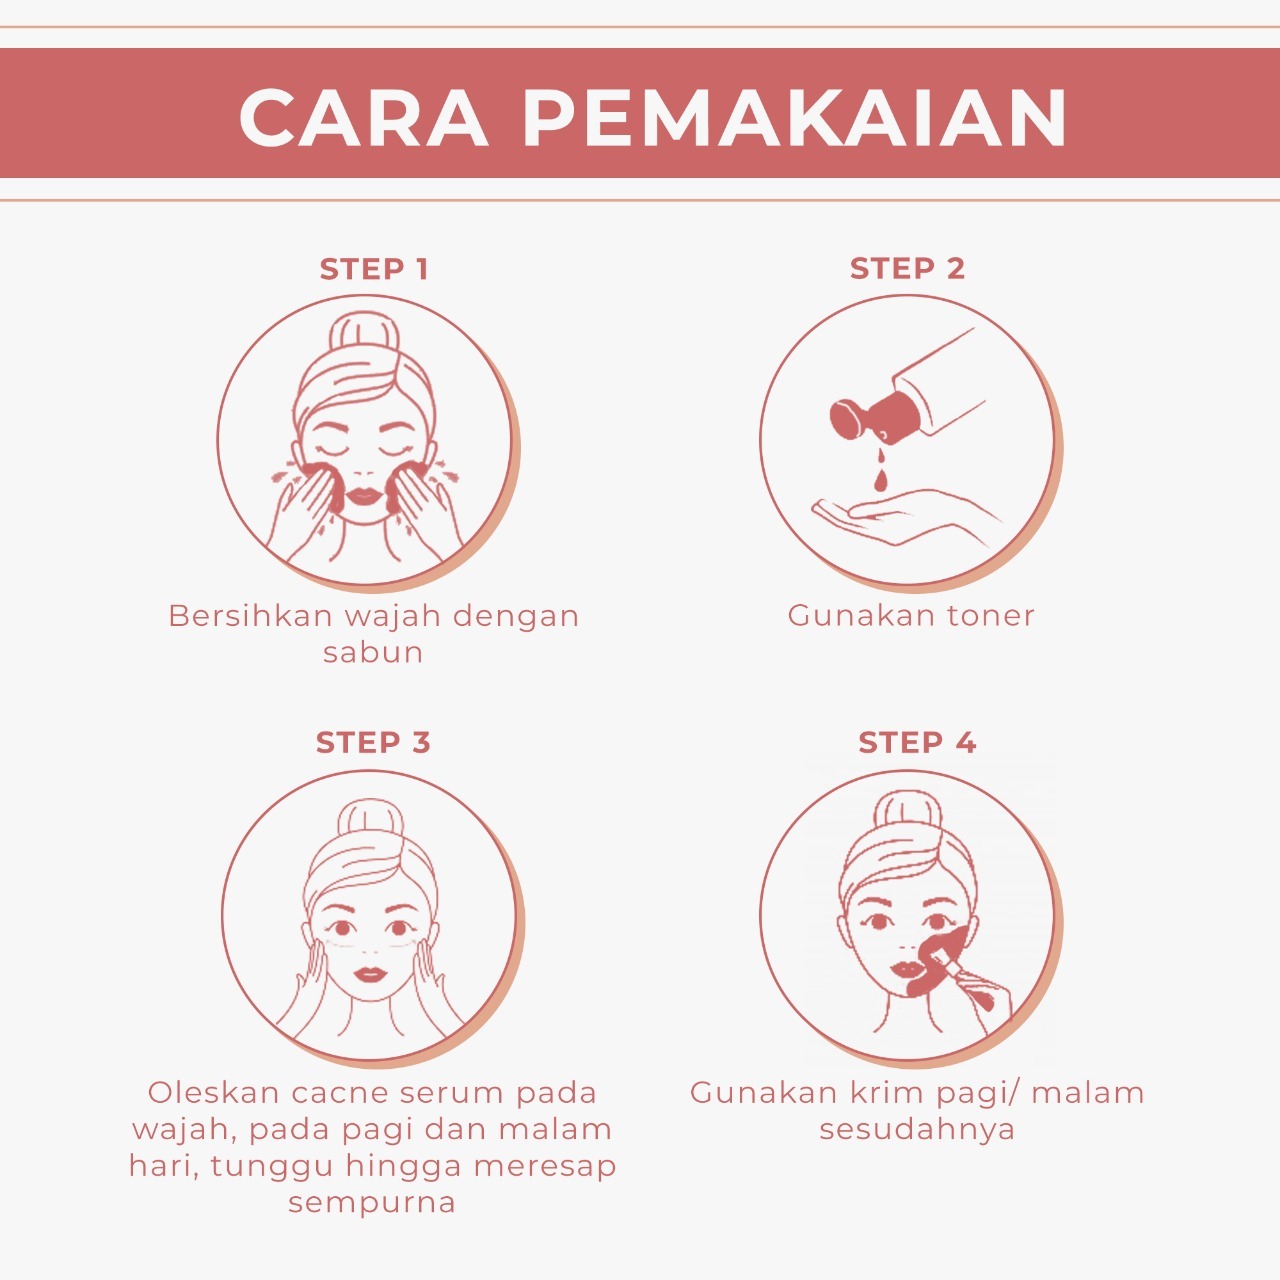 CARA PEMAKAIAN
STEP 1
Bersihkan wajah dengan
sabun
STEP 2
Gunakan toner
STEP 3
Oleskan cacne serum pada
wajah, pada pagi dan malam
hari, tunggu hingga meresap
sempurna
STEP 4
Gunakan krim pagi/ malam
sesudahnya